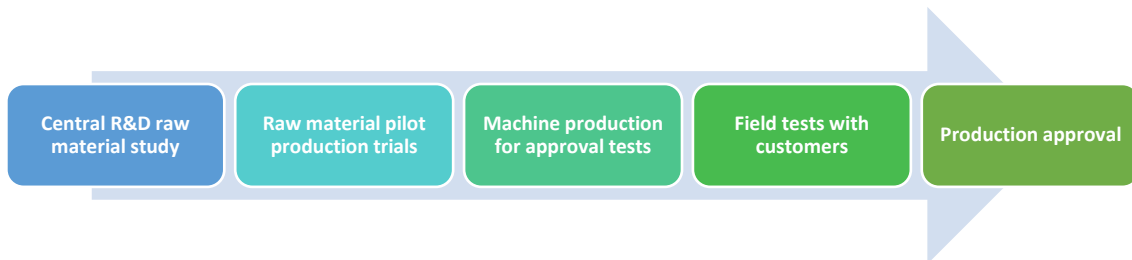 Central R&D raw
material study
Raw material pilot
production trials
Machine production
for approval tests
Field tests with
customers
Production approval